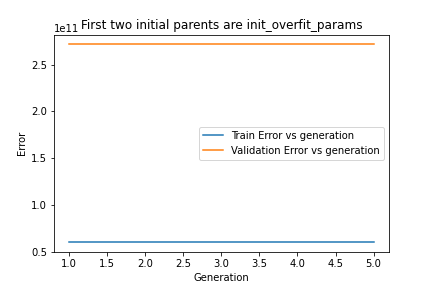 First two initial parents are init_overfit_params
1e11
2.5
2.0
1.5
1.0
0.5
Error
Train Error vs generation
Validation Error vs generation
1.0 1.5 2.0 2.5 3.0 3.5 4.0 4.5 5.0
Generation